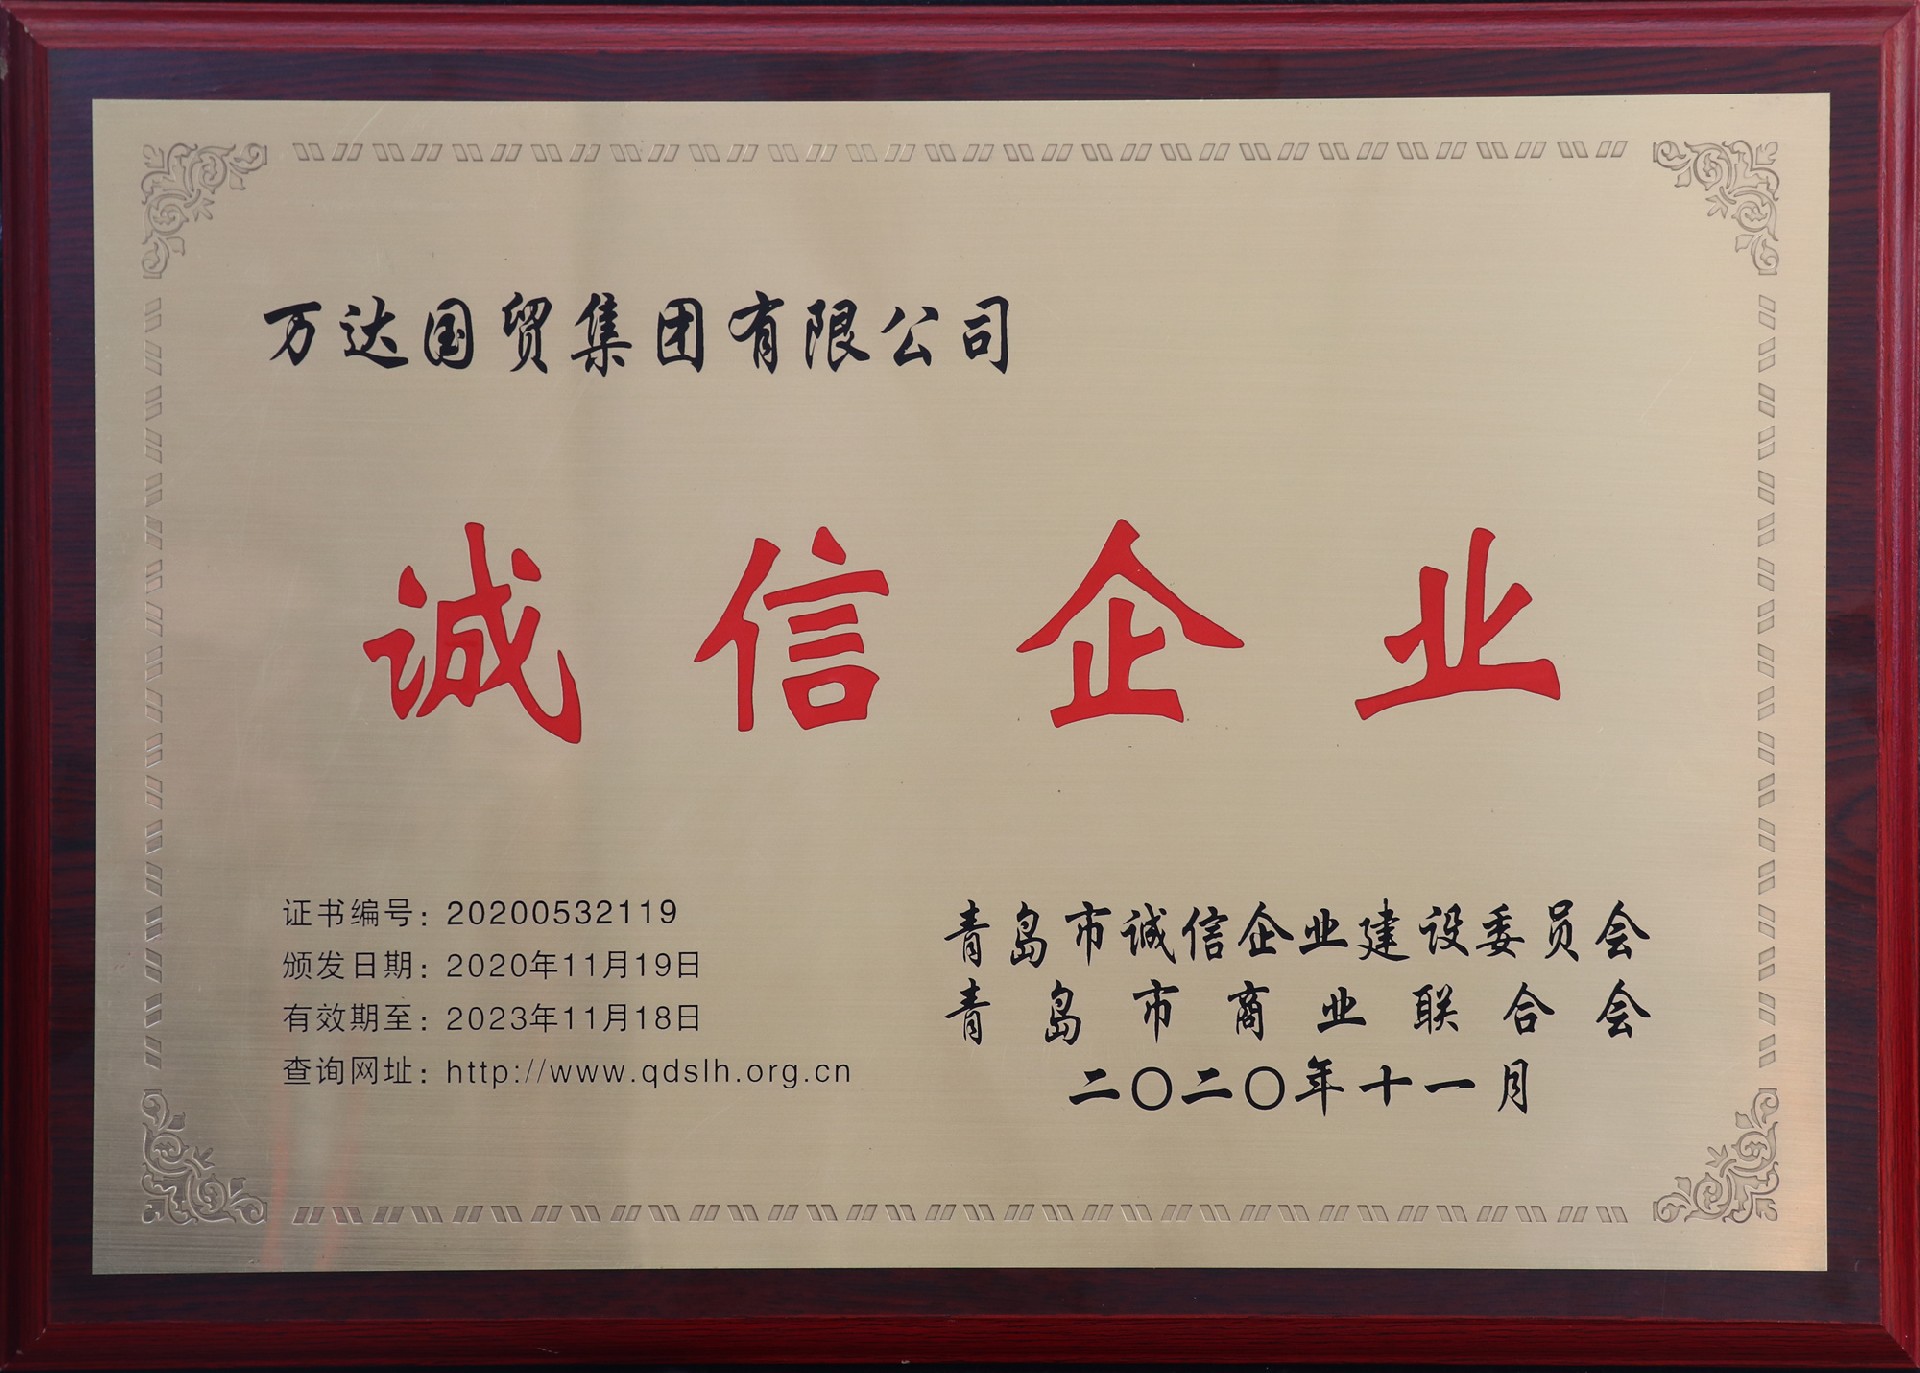 万达国贸集团有限公司
诚信企业
证书编号：20200532119
颁发日期：2020年11月19日
有效期至：2023年11月18日
查询网址：http://www.qdslh.org.cn
青岛市诚信企业建设委员会
青岛市商业联合会
二〇二〇年十一月